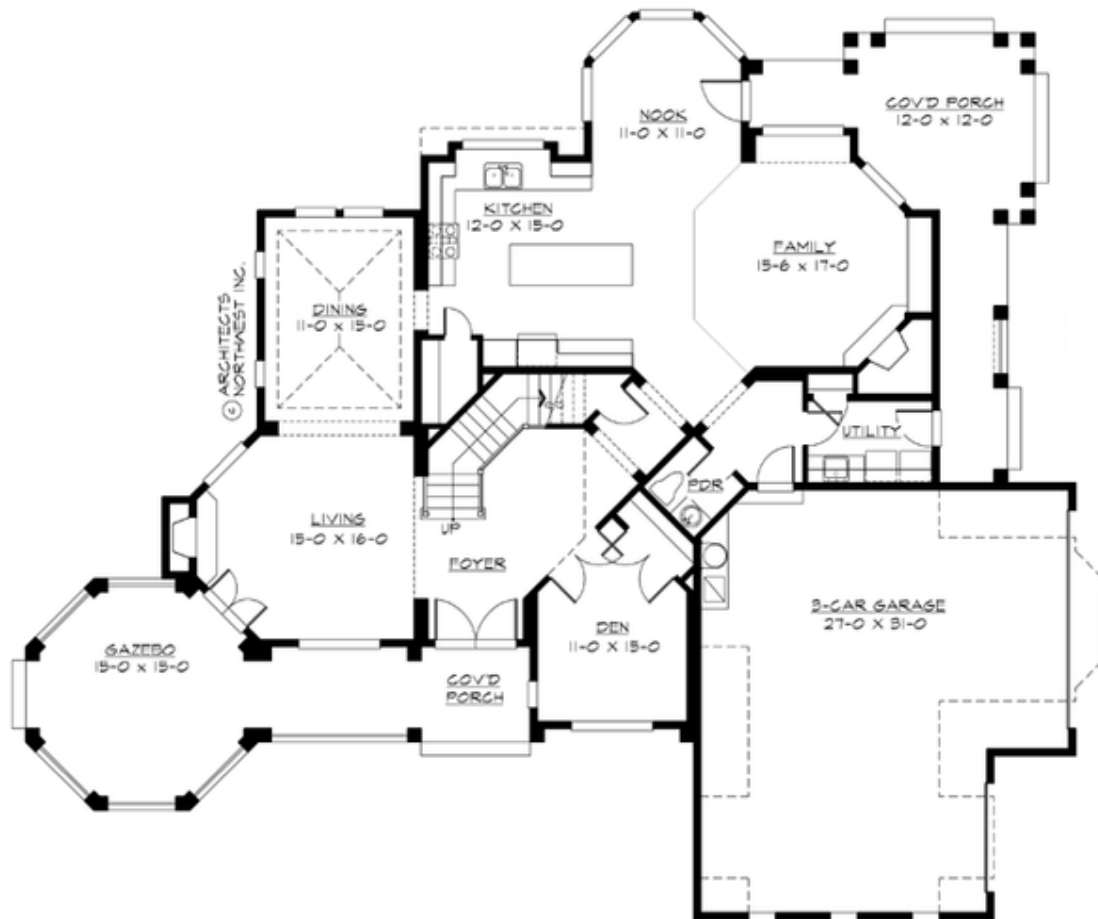 NOOK
11-0 X 11-0
COV'D PORCH
12-0 x 12-0
KITCHEN
12-0 X 15-0
FAMILY
15-6 x 17-0
© ARCHITECTS
NORTHWEST INC.
DINING
11-0 x 15-0
UTILITY
PDR
LIVING
15-0 X 16-0
UP
FOYER
3-CAR GARAGE
27-0 X 31-0
DEN
11-0 X 15-0
GAZEBO
15-0 x 15-0
COV'D
PORCH